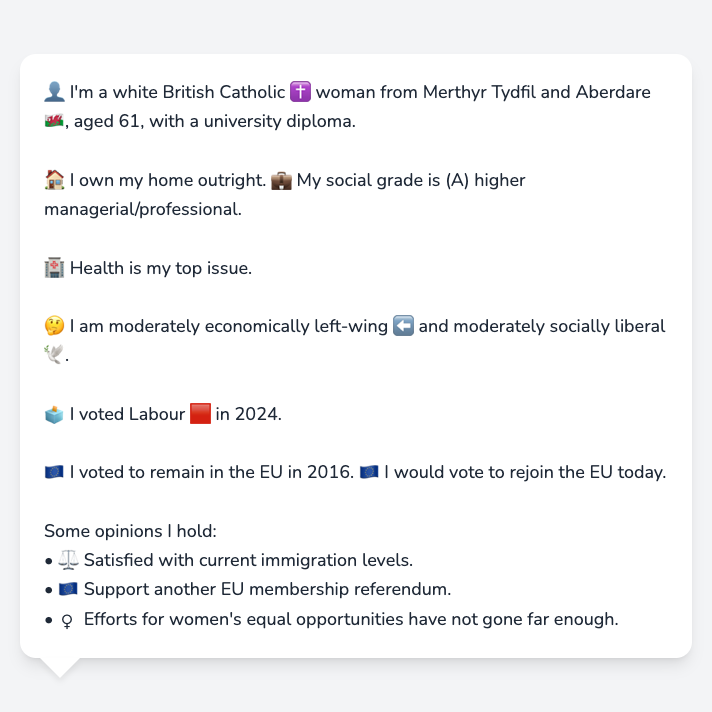 👤 I'm a white British Catholic ✝️ woman from Merthyr Tydfil and Aberdare
🏴󠁧󠁢󠁷󠁬󠁳󠁿, aged 61, with a university diploma.
🏠 I own my home outright. 💼 My social grade is (A) higher
managerial/professional.
🏥 Health is my top issue.
🤔 I am moderately economically left-wing ⬅️ and moderately socially liberal
🕊️.
🗳️ I voted Labour 🟥 in 2024.
🇪🇺 I voted to remain in the EU in 2016. 🇪🇺 I would vote to rejoin the EU today.
Some opinions I hold:
• ⚖️ Satisfied with current immigration levels.
• 🇪🇺 Support another EU membership referendum.
• ♀ Efforts for women's equal opportunities have not gone far enough.